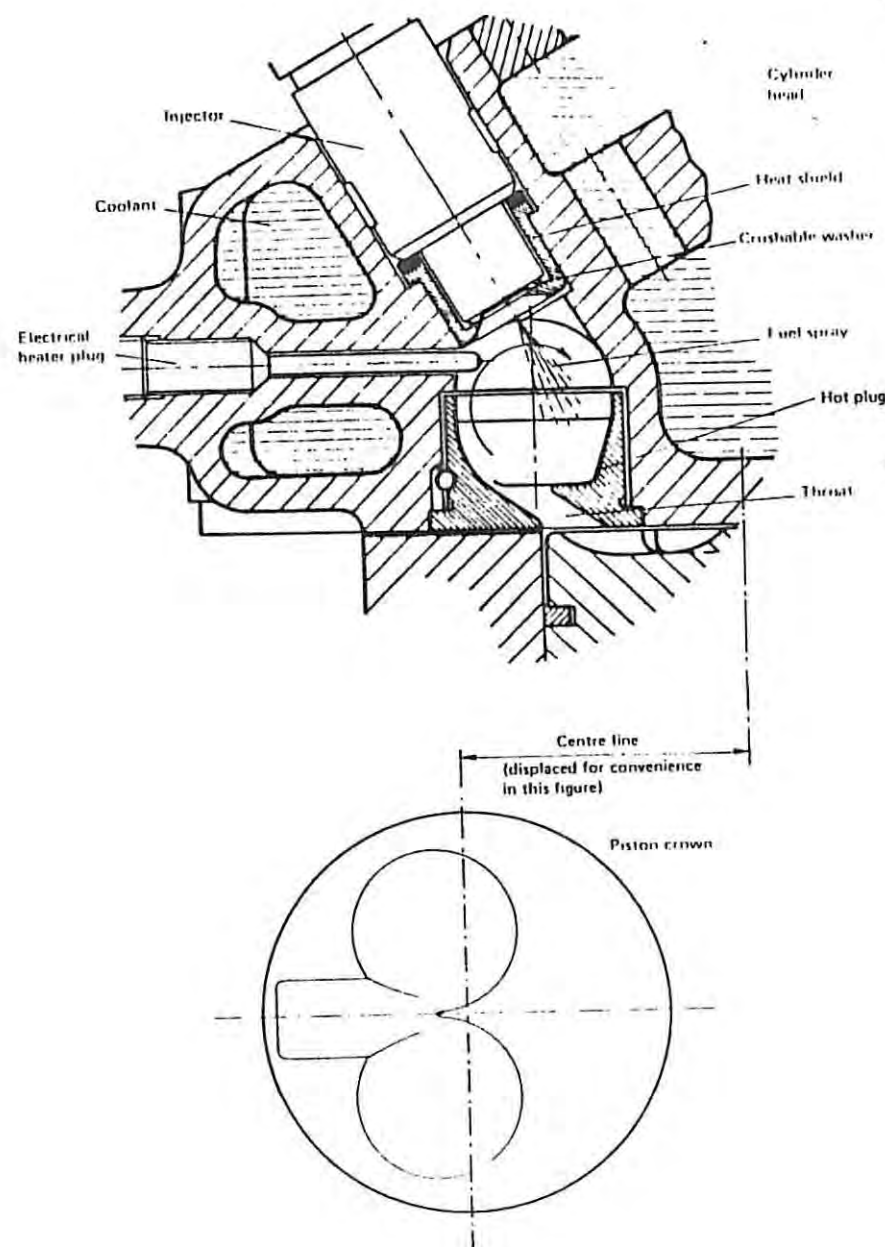 Cylinder
head
Injector
Heat shield
Coolant
Crushable washer
Electrical
heater plug
Fuel spray
Hot plug
Throat
Centre line
(displaced for convenience
in this figure)
Piston crown